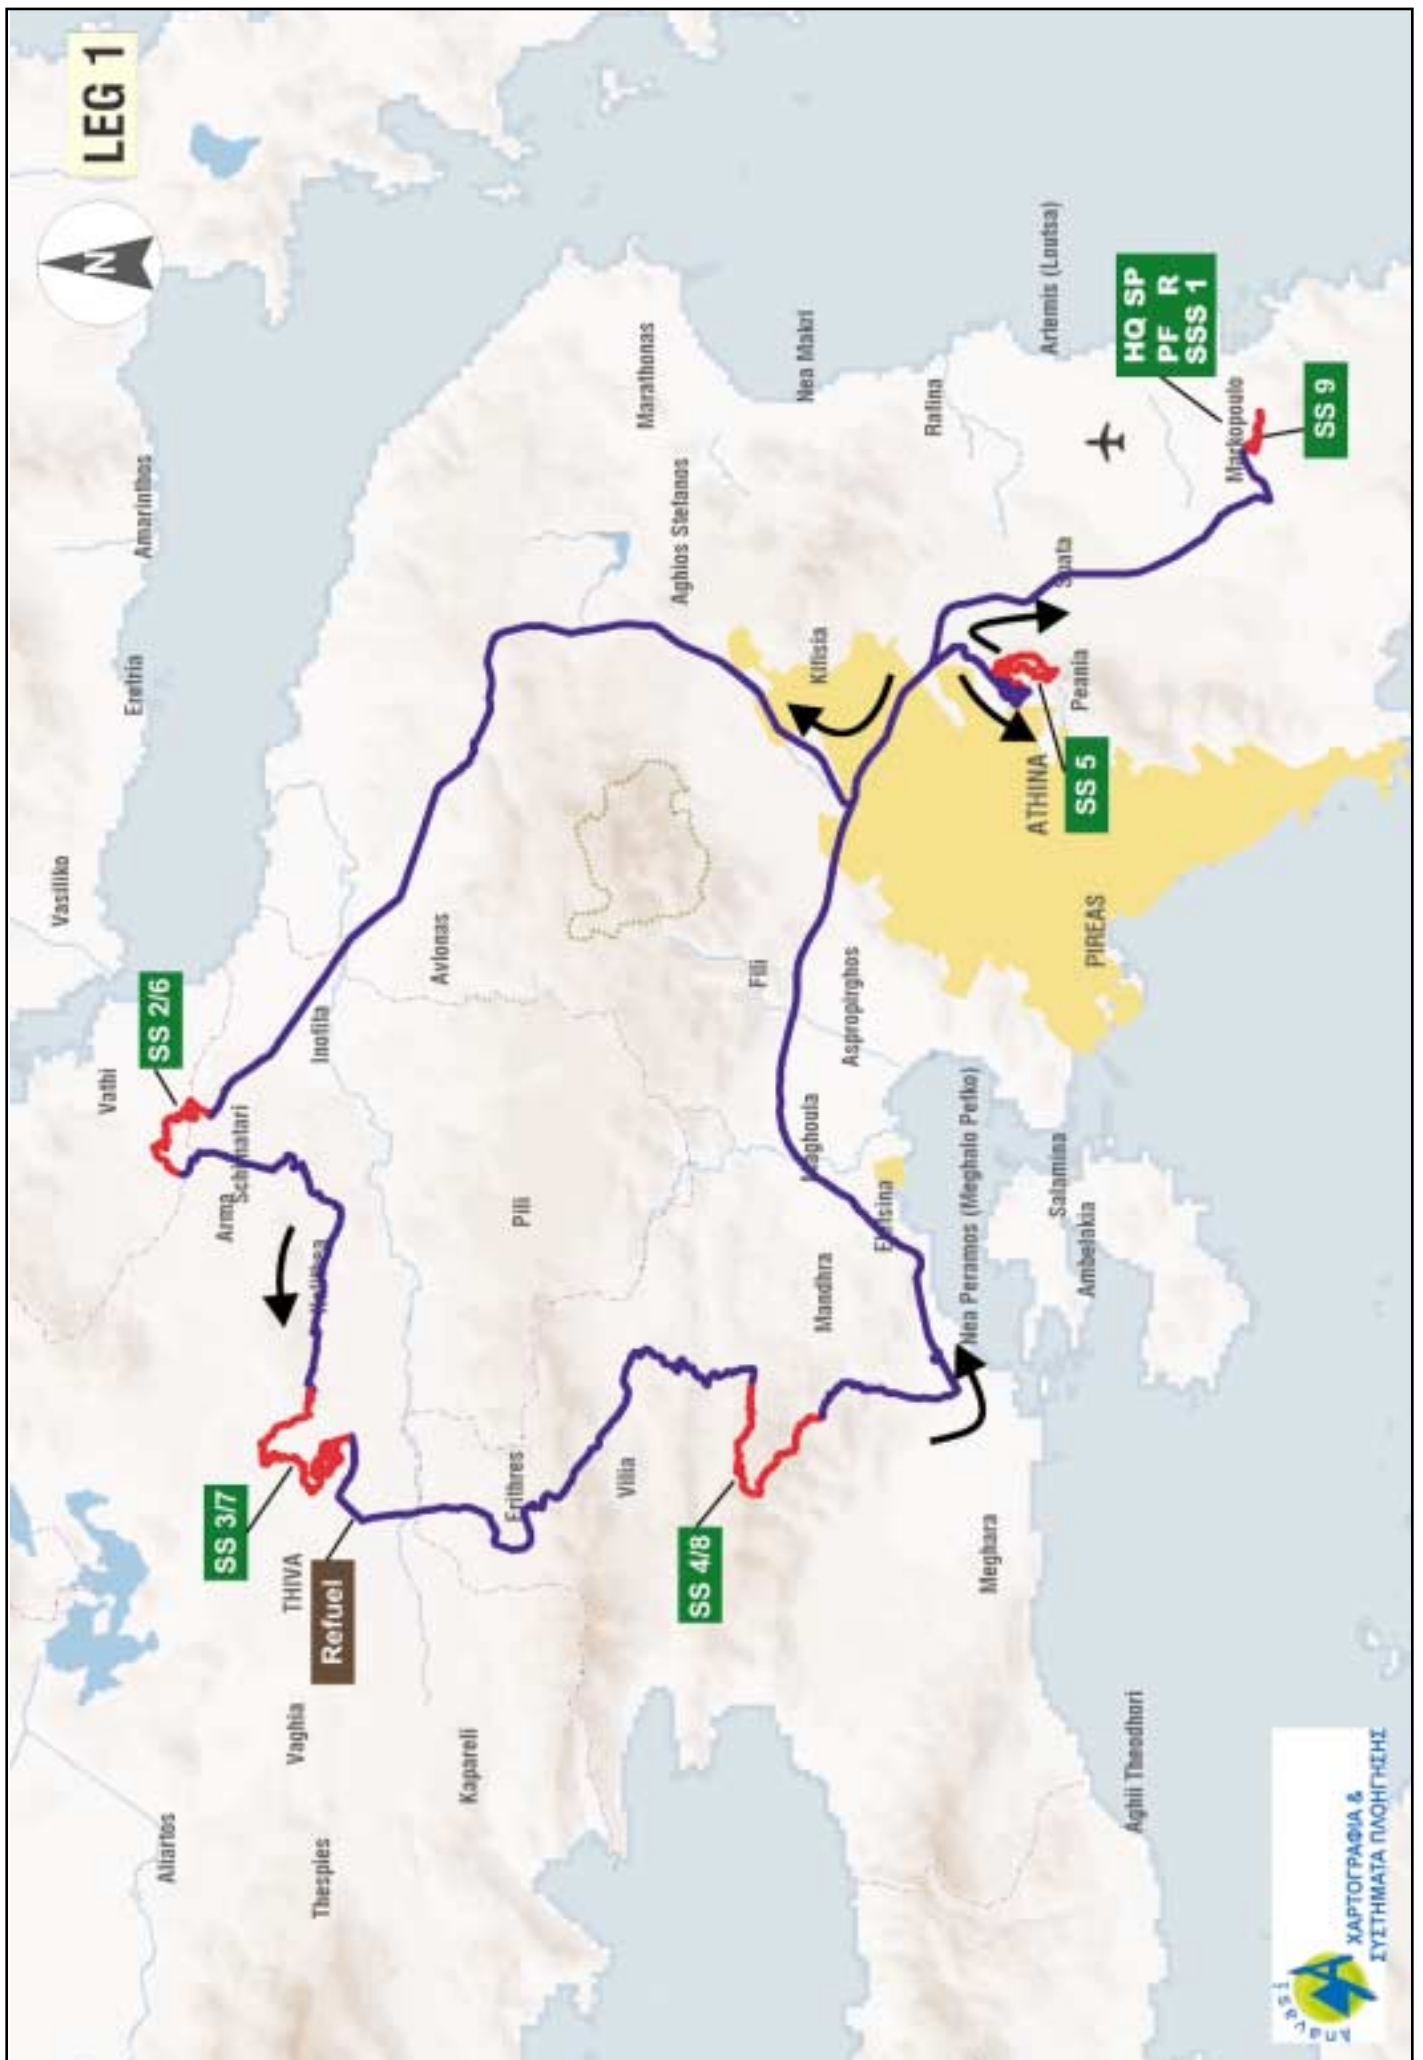 LEG 1
N
Vasiliko
Vathi
Eretria
Amarinthos
SS 2/6
Aliartos
SS 3/7
Arma
Schimatari
THIVA
Vaghia
Thespies
Inofita
Refuel
Avlonas
Kapareli
Erithres
Pili
Vilia
Marathonas
Aghios Stefanos
SS 4/8
Fili
Nea Makri
Maghoula
Kifisia
Mandhra
Aspropirghos
Elefsina
Rafina
Nea Peramos (Meghalo Pefko)
Meghara
ATHINA
Artemis (Loutsa)
Salamina
Spata
Peania
SS 5
Ambelakia
PIREAS
Aghii Theodhori
HQ SP
PF R
SSS 1
Markopoulo
SS 9
anavasi
ΧΑΡΤΟΓΡΑΦΙΑ &
ΣΥΣΤΗΜΑΤΑ ΠΛΟΗΓΗΣΗΣ